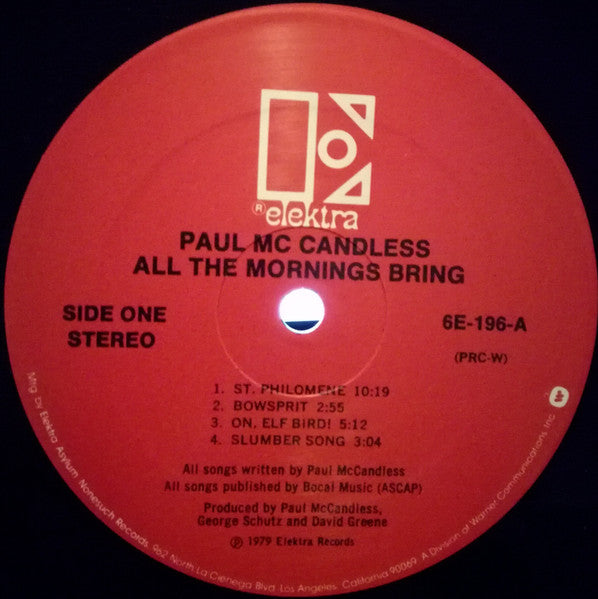 ® elektra
PAUL MC CANDLESS
ALL THE MORNINGS BRING
SIDE ONE
STEREO
6E-196-A
(PRC-W)
1. ST. PHILOMENE 10:19
2. BOWSPRIT 2:55
3. ON, ELF BIRD! 5:12
4. SLUMBER SONG 3:04
All songs written by Paul McCandless
All songs published by Bocal Music (ASCAP)
Produced by Paul McCandless,
George Schutz and David Greene
℗ 1979 Elektra Records
Mfg. by Elektra Asylum Nonesuch Records, 962 North La Cienega Blvd. Los Angeles, California 90069. A Division of Warner Communications, Inc.